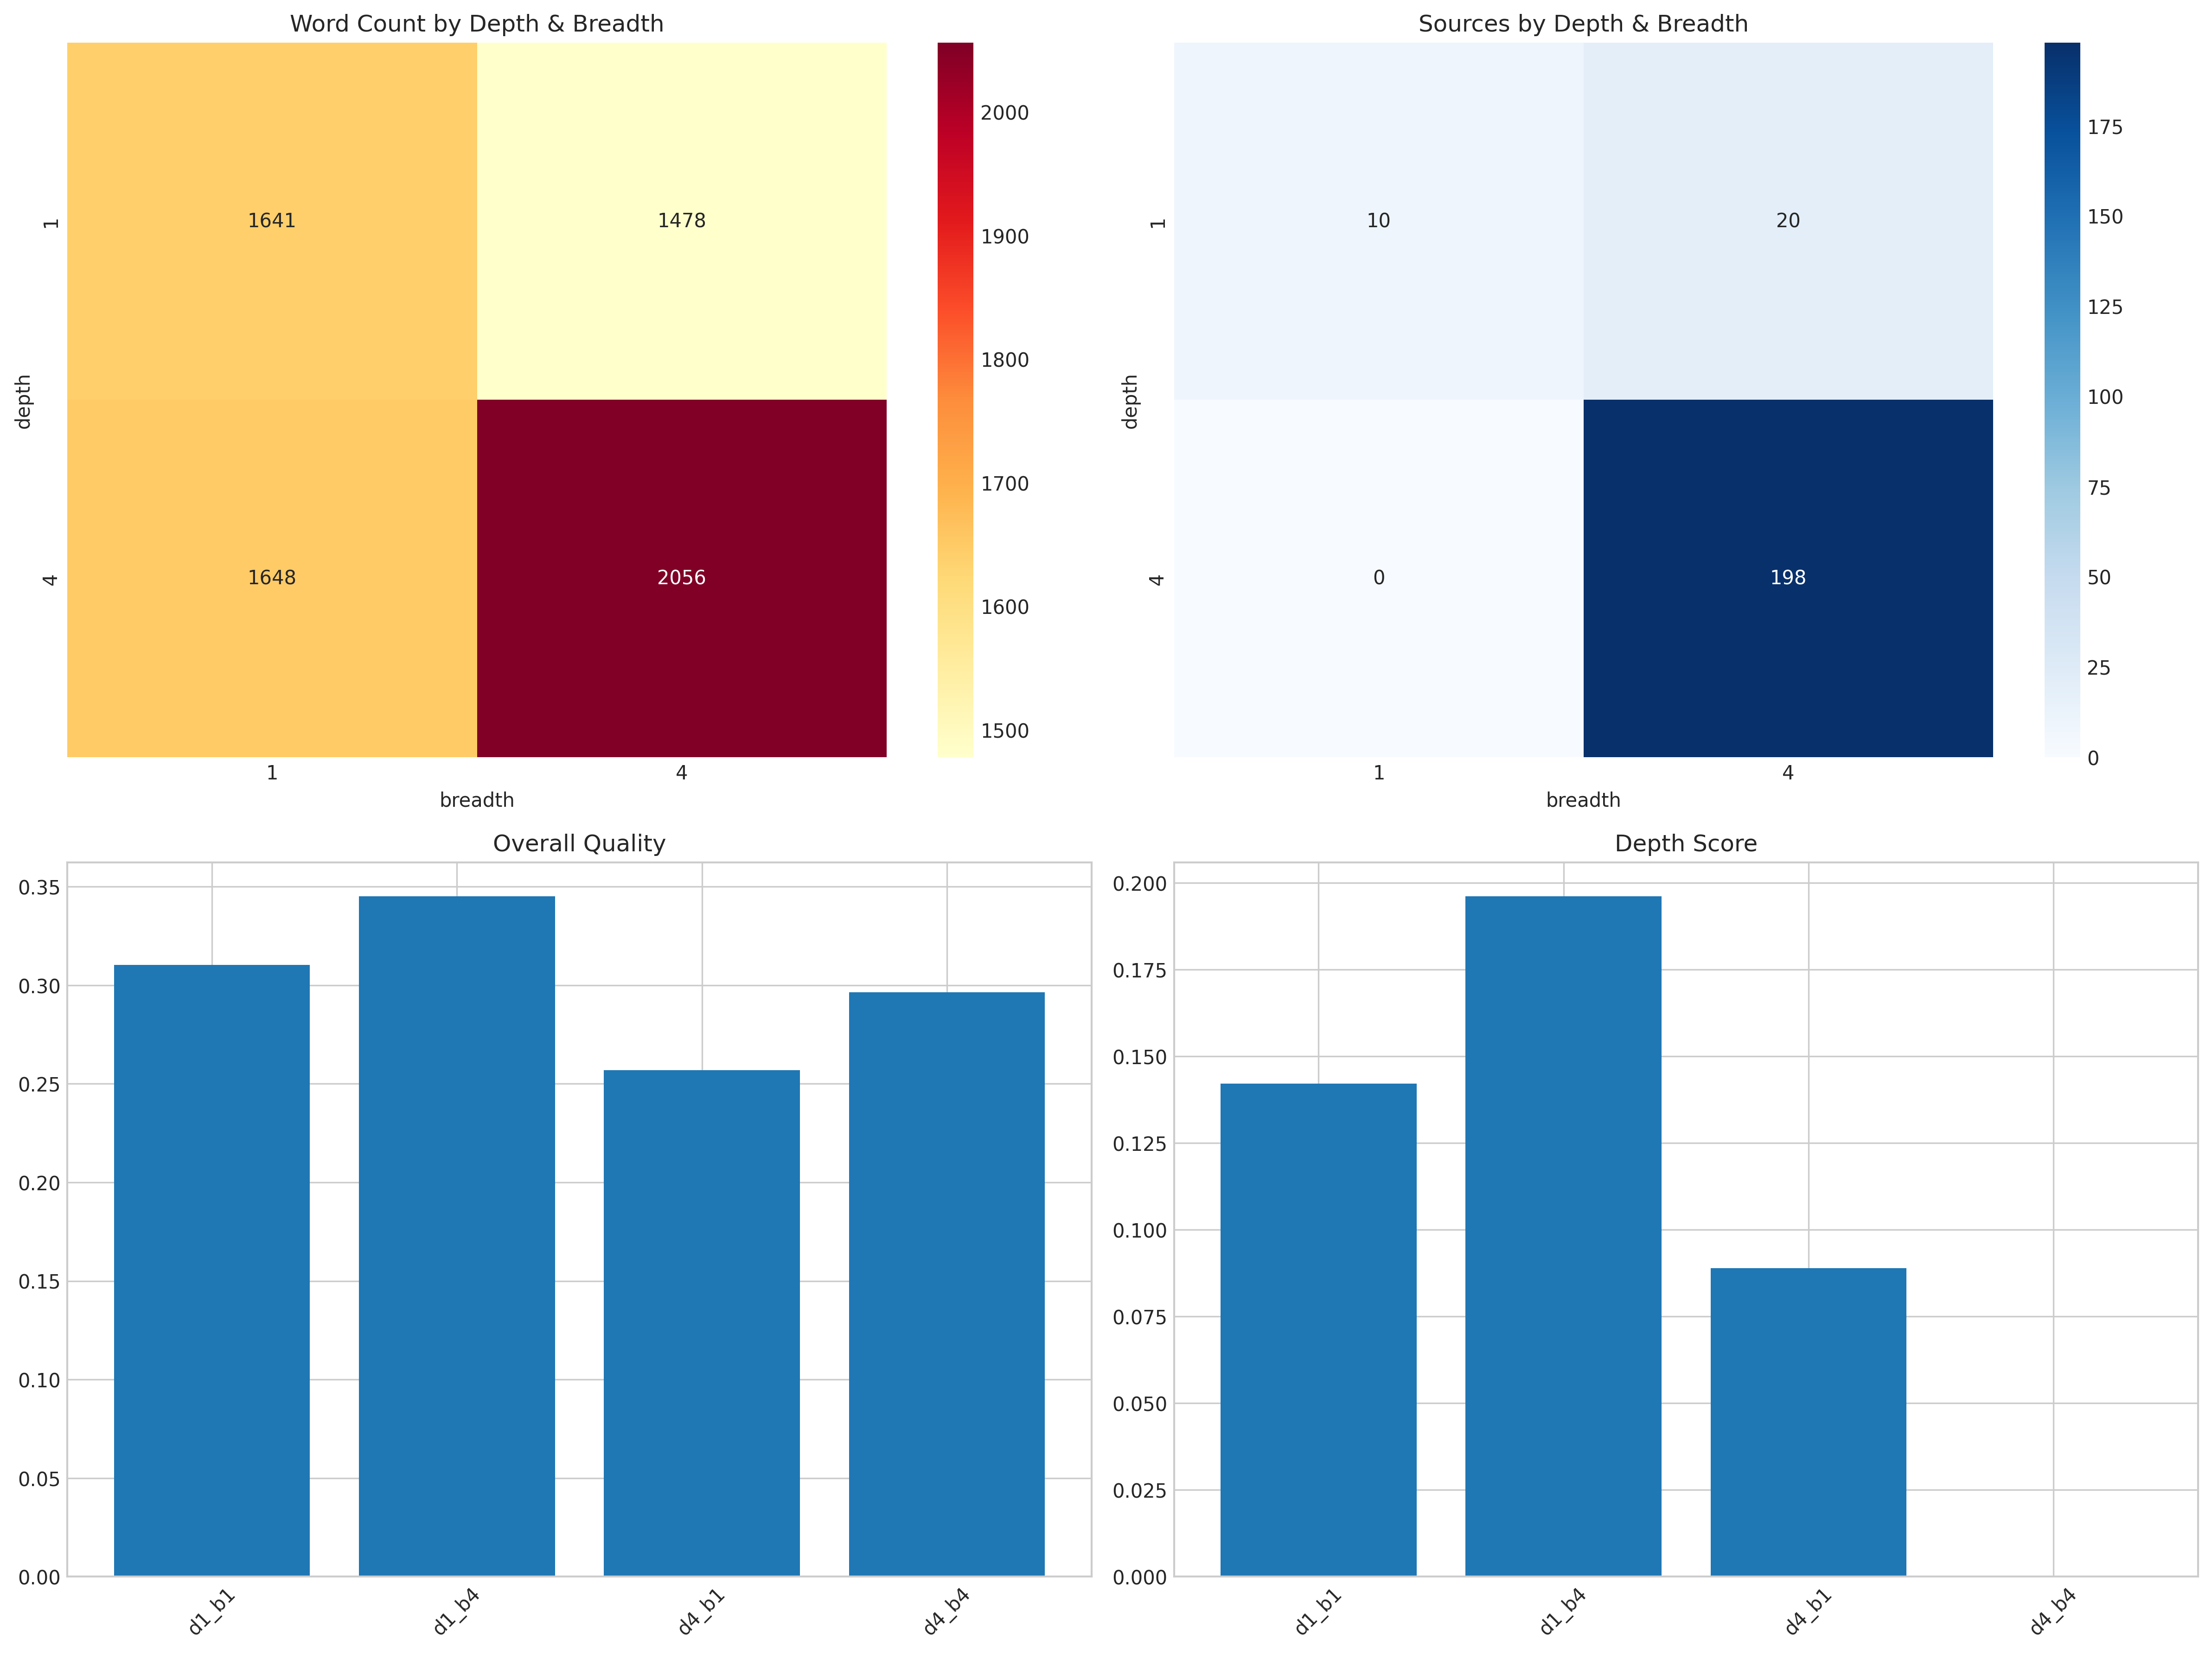 Word Count by Depth & Breadth
1641
1478
1648
2056
1
4
depth
1
4
breadth
2000
1900
1800
1700
1600
1500
Sources by Depth & Breadth
10
20
0
198
1
4
depth
1
4
breadth
175
150
125
100
75
50
25
0
Overall Quality
0.35
0.30
0.25
0.20
0.15
0.10
0.05
0.00
d1_b1
d1_b4
d4_b1
d4_b4
Depth Score
0.200
0.175
0.150
0.125
0.100
0.075
0.050
0.025
0.000
d1_b1
d1_b4
d4_b1
d4_b4